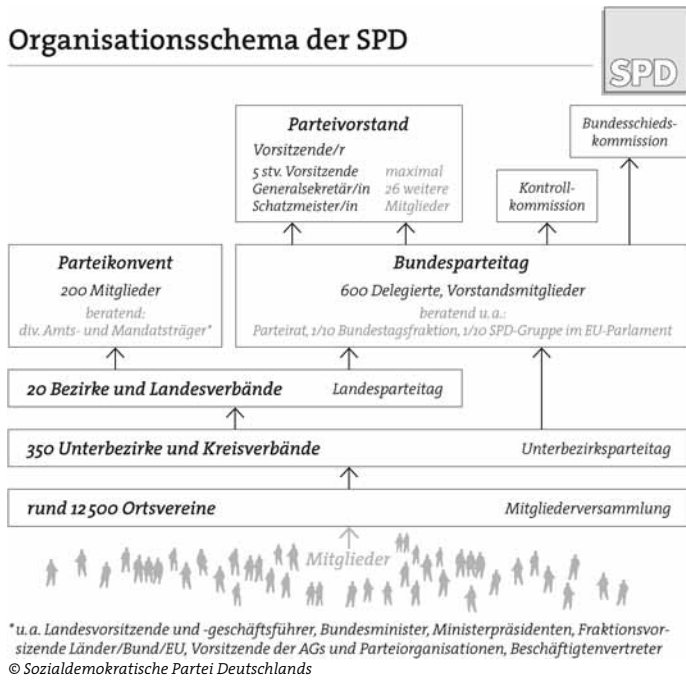 Organisationsschema der SPD
SPD
Parteivorstand
Vorsitzende/r
5 stv. Vorsitzende maximal
Generalsekretär/in 26 weitere
Schatzmeister/in Mitglieder
Bundesschieds-
kommission
Kontroll-
kommission
Parteikonvent
200 Mitglieder
beratend:
div. Amts- und Mandatsträger*
Bundesparteitag
600 Delegierte, Vorstandsmitglieder
beratend u.a.:
Parteirat, 1/10 Bundestagsfraktion, 1/10 SPD-Gruppe im EU-Parlament
20 Bezirke und Landesverbände Landesparteitag
350 Unterbezirke und Kreisverbände Unterbezirksparteitag
rund 12 500 Ortsvereine Mitgliederversammlung
Mitglieder
*u.a. Landesvorsitzende und -geschäftsführer, Bundesminister, Ministerpräsidenten, Fraktionsvor-
sizende Länder/Bund/EU, Vorsitzende der AGs und Parteiorganisationen, Beschäftigtenvertreter
© Sozialdemokratische Partei Deutschlands